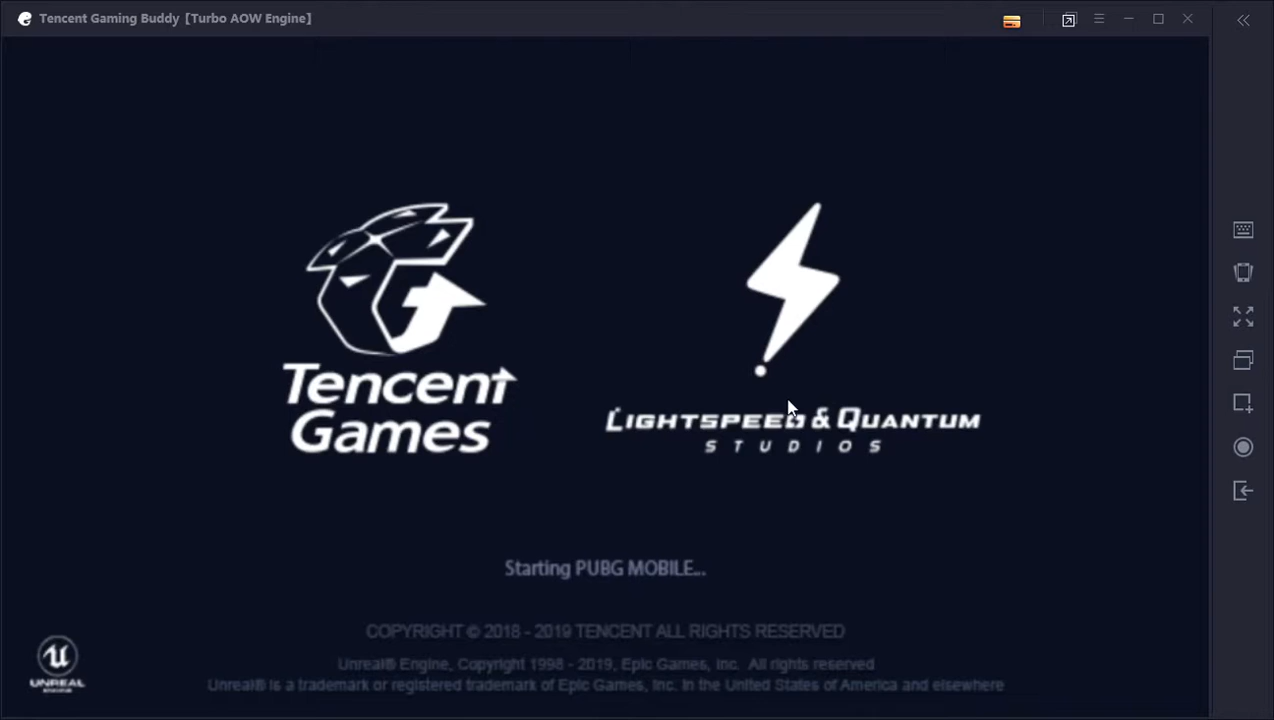 Tencent Gaming Buddy [Turbo AOW Engine]
Tencent
Games
LIGHTSPEED & QUANTUM
STUDIOS
Starting PUBG MOBILE...
COPYRIGHT © 2018 - 2019 TENCENT ALL RIGHTS RESERVED
Unreal® Engine, Copyright 1998 - 2019, Epic Games, Inc. All rights reserved
Unreal® is a trademark or registered trademark of Epic Games, Inc. In the United States of America and elsewhere
UNREAL
ENGINE